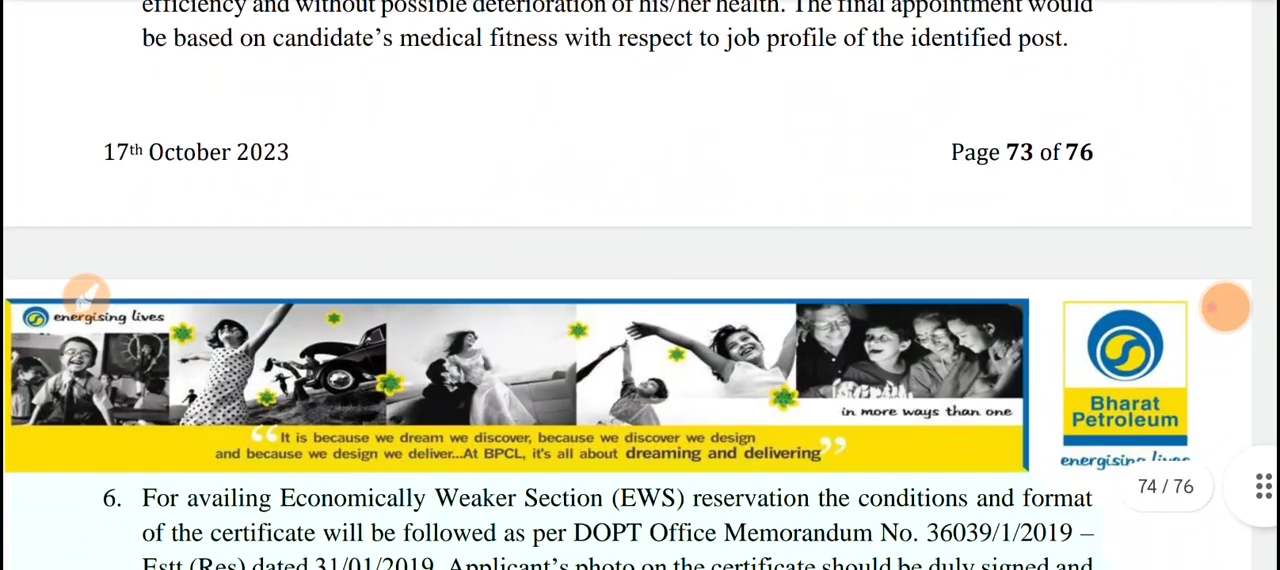 efficiency and without possible deterioration of his/her health. The final appointment would
be based on candidate’s medical fitness with respect to job profile of the identified post.
17th October 2023
Page 73 of 76
energising lives
in more ways than one
“It is because we dream we discover, because we discover we design
and because we design we deliver...At BPCL, it's all about dreaming and delivering”
Bharat
Petroleum
energising lives
74 / 76
6. For availing Economically Weaker Section (EWS) reservation the conditions and format
of the certificate will be followed as per DOPT Office Memorandum No. 36039/1/2019 –
Estt (Res) dated 31/01/2019. Applicant’s photo on the certificate should be duly signed and